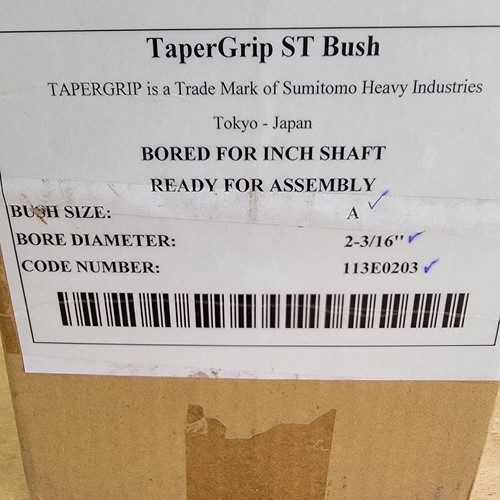 TaperGrip ST Bush
TAPERGRIP is a Trade Mark of Sumitomo Heavy Industries
Tokyo - Japan
BORED FOR INCH SHAFT
READY FOR ASSEMBLY
BUSH SIZE: A
BORE DIAMETER: 2-3/16"
CODE NUMBER: 113E0203